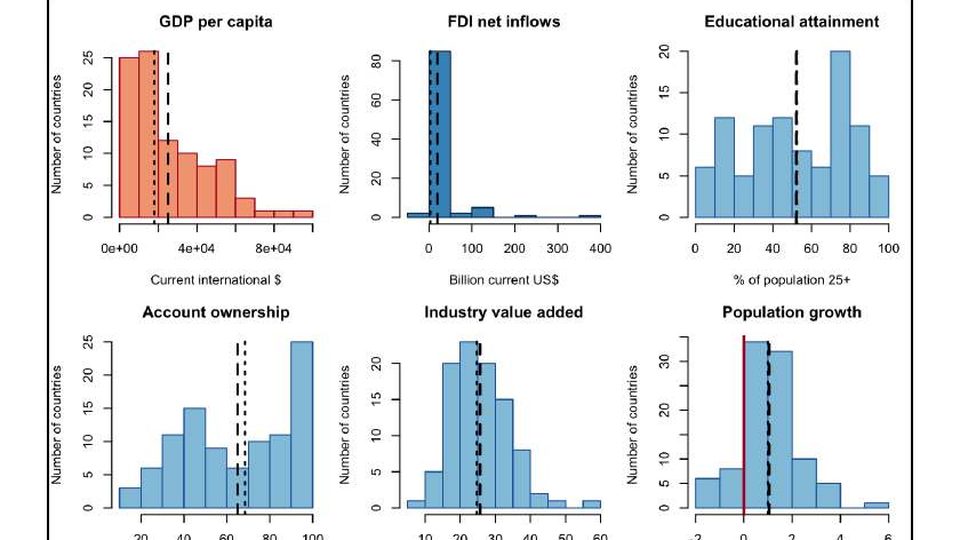 GDP per capita
FDI net inflows
Educational attainment
Number of countries
0 5 10 15 20 25
0e+00 4e+04 8e+04
Current international $
Number of countries
0 20 40 60 80
0 100 200 300 400
Billion current US$
Number of countries
0 5 10 15 20
0 20 40 60 80 100
% of population 25+
Account ownership
Industry value added
Population growth
Number of countries
0 5 10 15 20 25
20 40 60 80 100
Number of countries
0 5 10 15 20
10 20 30 40 50 60
Number of countries
0 5 10 20 30
-2 0 2 4 6